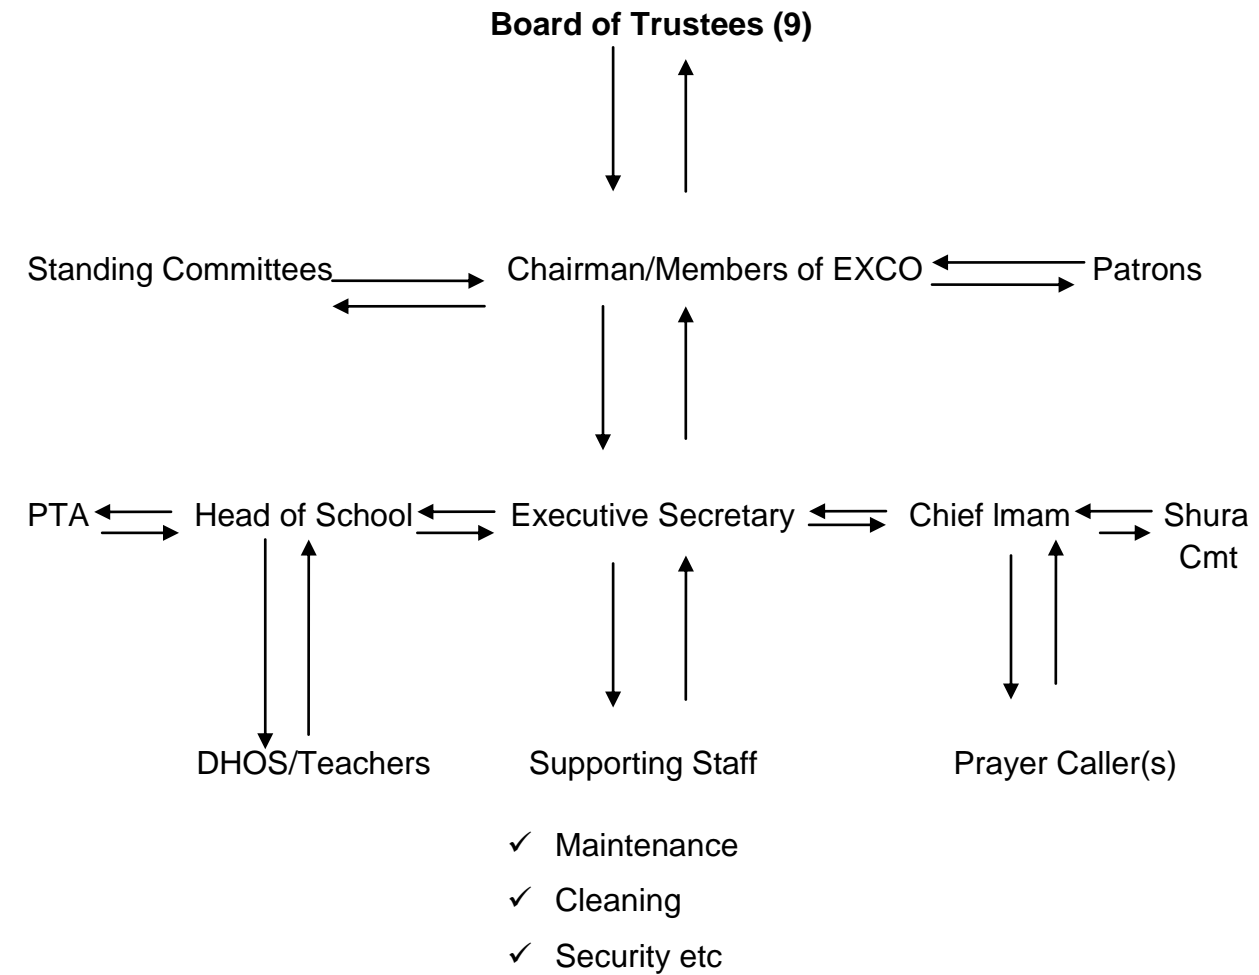 Board of Trustees (9)
Standing Committees Chairman/Members of EXCO Patrons
PTA Head of School Executive Secretary Chief Imam Shura
Cmt
DHOS/Teachers Supporting Staff Prayer Caller(s)
✓ Maintenance
✓ Cleaning
✓ Security etc